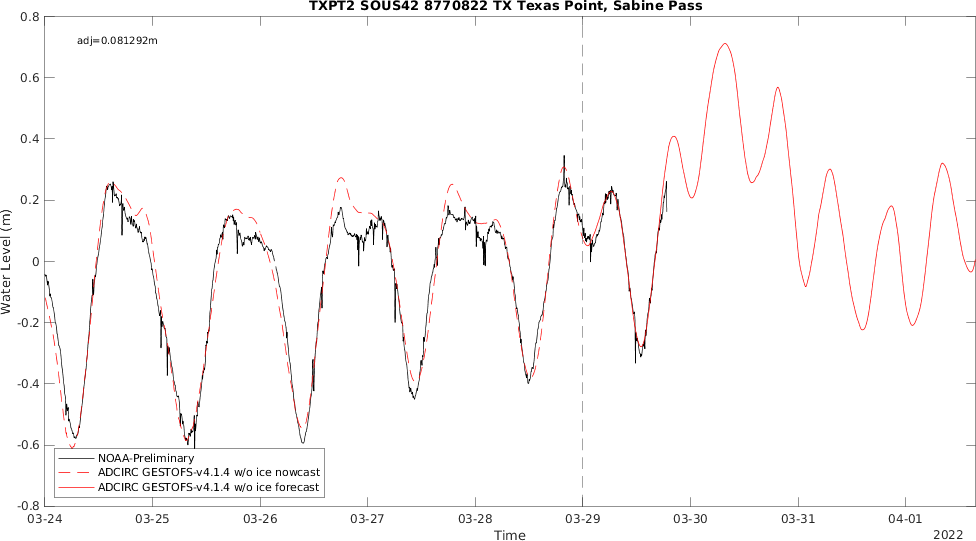 TXPT2 SOUS42 8770822 TX Texas Point, Sabine Pass
adj=0.081292m
Water Level (m)
0.8
0.6
0.4
0.2
0
-0.2
-0.4
-0.6
-0.8
NOAA-Preliminary
ADCIRC GESTOFS-v4.1.4 w/o ice nowcast
ADCIRC GESTOFS-v4.1.4 w/o ice forecast
03-24 03-25 03-26 03-27 03-28 03-29 03-30 03-31 04-01
Time
2022